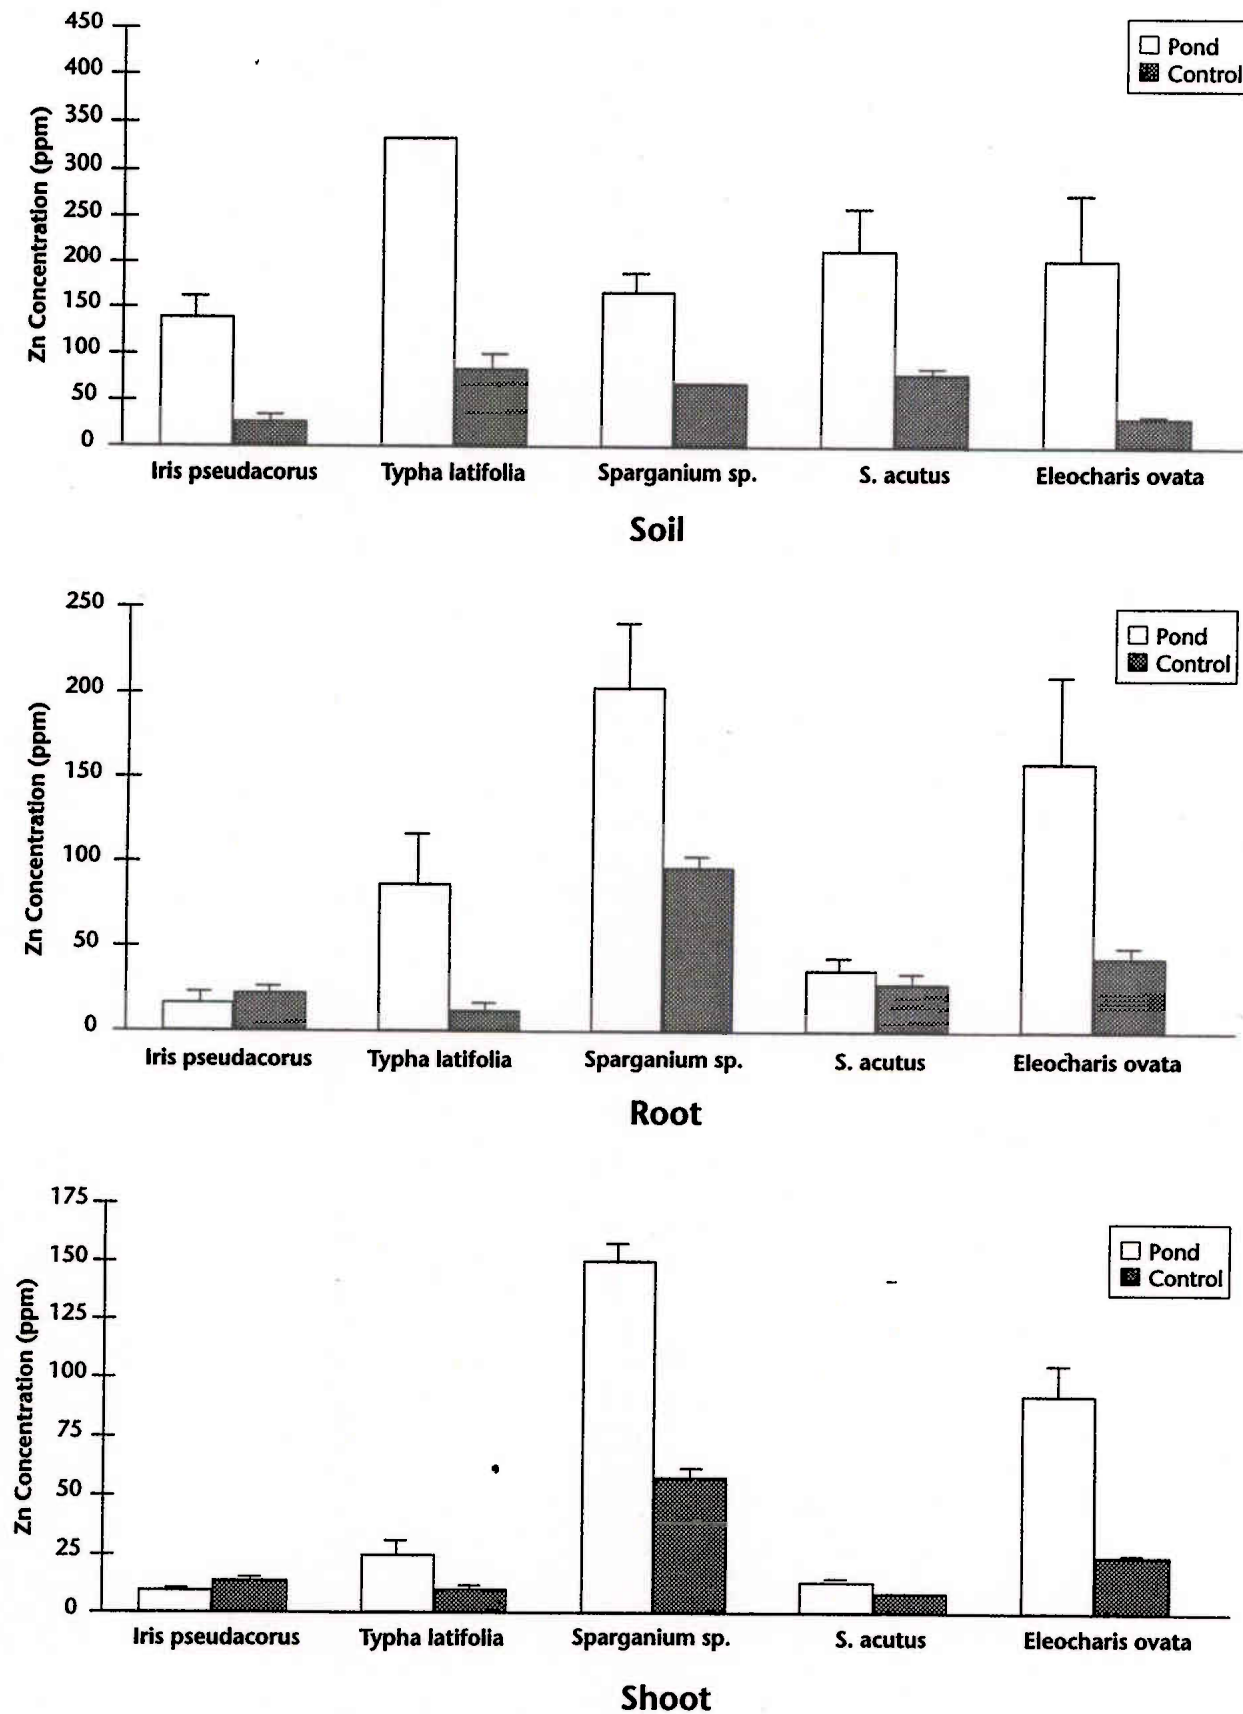 450
400
350
300
250
200
150
100
50
0
Zn Concentration (ppm)
Pond
Control
Iris pseudacorus
Typha latifolia
Sparganium sp.
S. acutus
Eleocharis ovata
Soil
250
200
150
100
50
0
Zn Concentration (ppm)
Pond
Control
Iris pseudacorus
Typha latifolia
Sparganium sp.
S. acutus
Eleocharis ovata
Root
175
150
125
100
75
50
25
0
Zn Concentration (ppm)
Pond
Control
Iris pseudacorus
Typha latifolia
Sparganium sp.
S. acutus
Eleocharis ovata
Shoot